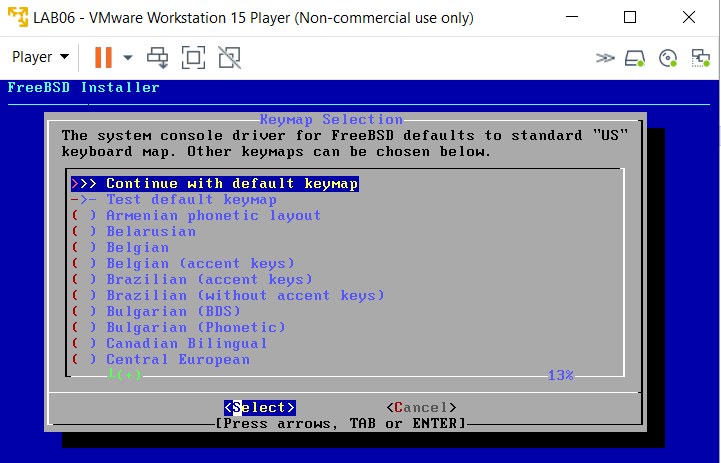 LAB06 - VMware Workstation 15 Player (Non-commercial use only)
Player
FreeBSD Installer
Keymap Selection
The system console driver for FreeBSD defaults to standard "US"
keyboard map. Other keymaps can be chosen below.
>>> Continue with default keymap
->- Test default keymap
( ) Armenian phonetic layout
( ) Belarusian
( ) Belgian
( ) Belgian (accent keys)
( ) Brazilian (accent keys)
( ) Brazilian (without accent keys)
( ) Bulgarian (BDS)
( ) Bulgarian (Phonetic)
( ) Canadian Bilingual
( ) Central European
↓(+) 13%
<Select> <Cancel>
[Press arrows, TAB or ENTER]